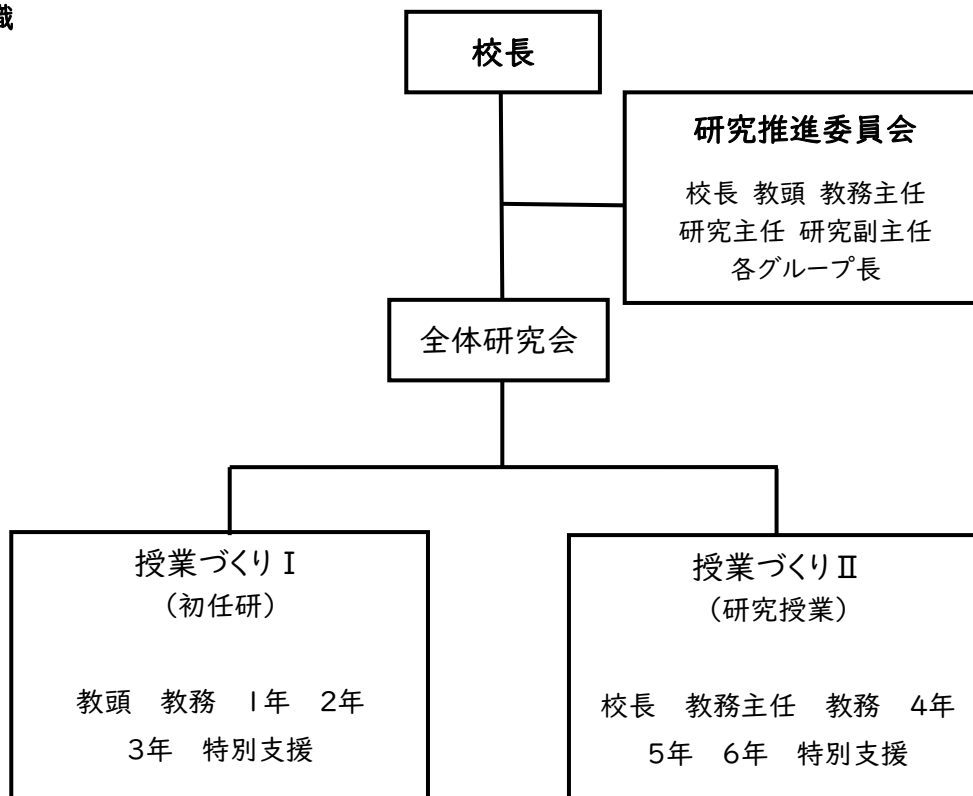 織
校長
研究推進委員会
校長 教頭 教務主任
研究主任 研究副主任
各グループ長
全体研究会
授業づくりⅠ
（初任研）
教頭　教務　1年　2年
3年　特別支援
授業づくりⅡ
（研究授業）
校長　教務主任　教務　4年
5年　6年　特別支援